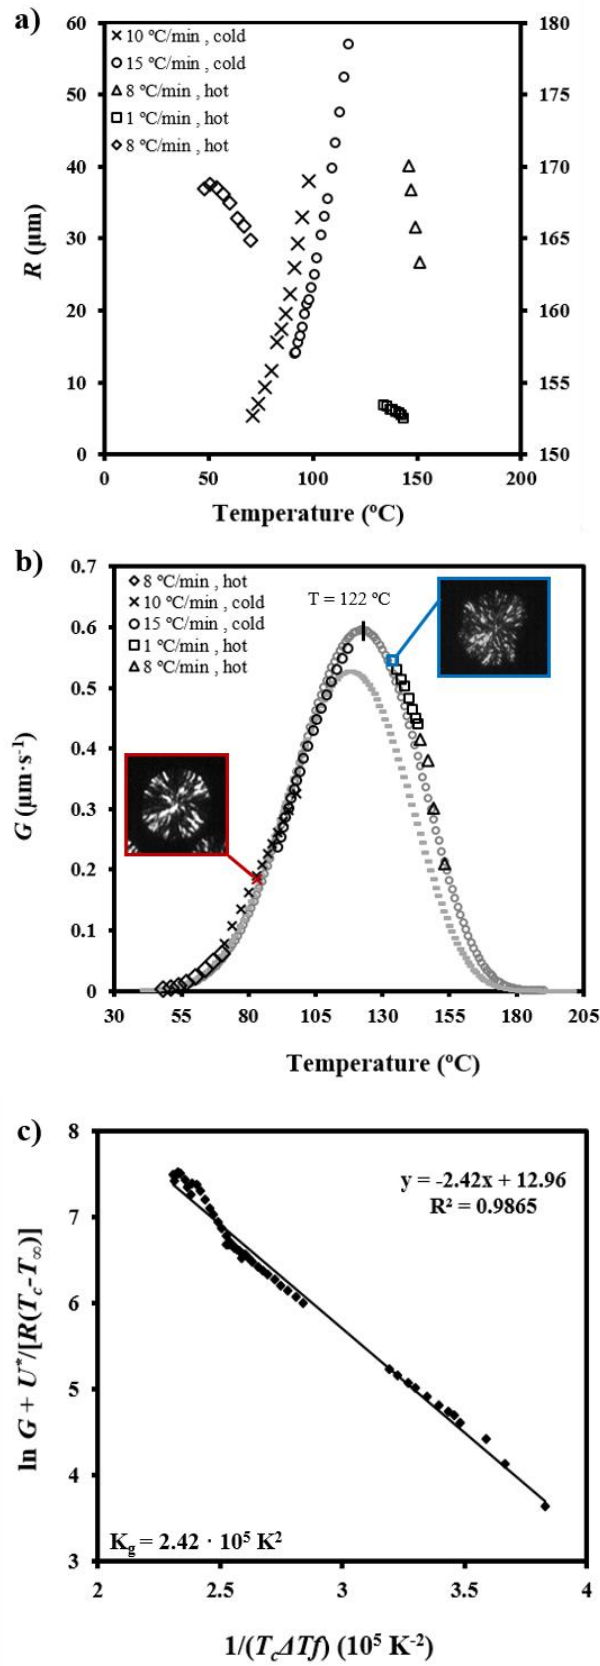 a)
60
50
40
30
20
10
0
R (μm)
180
175
170
165
160
155
150
× 10 ºC/min , cold
○ 15 ºC/min , cold
△ 8 ºC/min , hot
□ 1 ºC/min , hot
◇ 8 ºC/min , hot
0 50 100 150 200
Temperature (ºC)
b)
0.7
0.6
0.5
0.4
0.3
0.2
0.1
0
G (μm·s⁻¹)
◇ 8 ºC/min , hot
× 10 ºC/min , cold
○ 15 ºC/min , cold
□ 1 ºC/min , hot
△ 8 ºC/min , hot
T = 122 ºC
30 55 80 105 130 155 180 205
Temperature (ºC)
c)
8
7
6
5
4
3
ln G + U*/[R(Tc-T∞)]
y = -2.42x + 12.96
R² = 0.9865
Kg = 2.42 · 10⁵ K²
2 2.5 3 3.5 4
1/(TcΔTf) (10⁵ K⁻²)